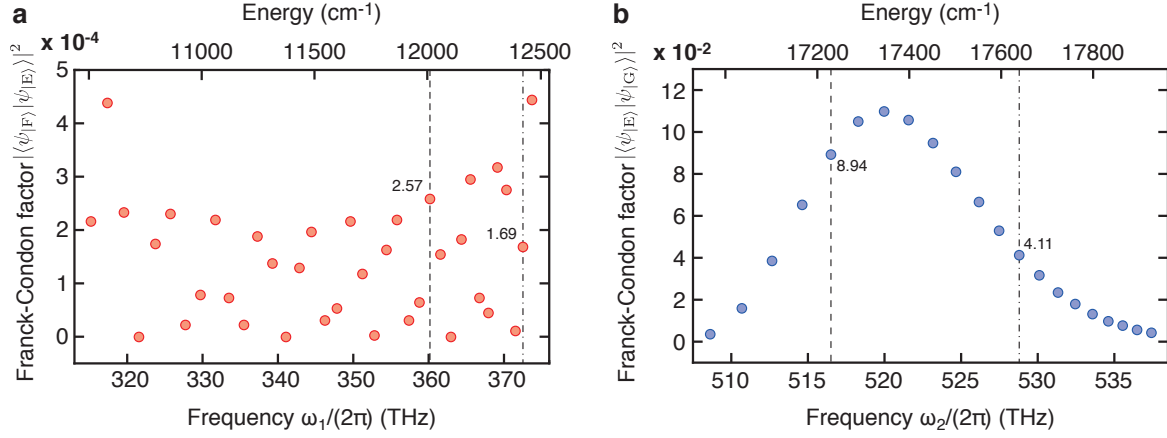 a
Energy (cm⁻¹)
x 10⁻⁴
11000 11500 12000 12500
Franck-Condon factor |⟨ψ|F⟩|ψ|E⟩⟩|²
5
4
3
2
1
0
2.57
1.69
320 330 340 350 360 370
Frequency ω₁/(2π) (THz)
b
Energy (cm⁻¹)
x 10⁻²
17200 17400 17600 17800
Franck-Condon factor |⟨ψ|E⟩|ψ|G⟩⟩|²
12
10
8
6
4
2
0
8.94
4.11
510 515 520 525 530 535
Frequency ω₂/(2π) (THz)